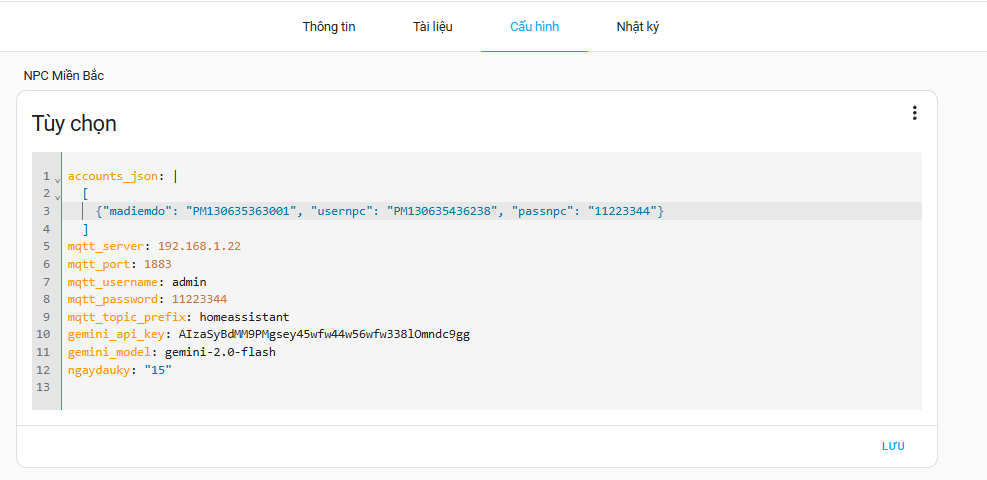 Thông tin Tài liệu Cấu hình Nhật ký
NPC Miền Bắc
Tùy chọn
1 accounts_json: |
2 [
3 {"madiemdo": "PM130635363001", "usernpc": "PM130635436238", "passnpc": "11223344"}
4 ]
5 mqtt_server: 192.168.1.22
6 mqtt_port: 1883
7 mqtt_username: admin
8 mqtt_password: 11223344
9 mqtt_topic_prefix: homeassistant
10 gemini_api_key: AIzaSyBdMM9PMgsey45wfw44w56wfw338lOmndc9gg
11 gemini_model: gemini-2.0-flash
12 ngaydauky: "15"
13
LƯU